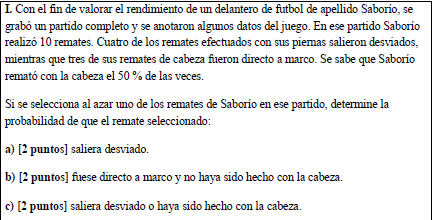 I. Con el fin de valorar el rendimiento de un delantero de futbol de apellido Saborío, se
grabó un partido completo y se anotaron algunos datos del juego. En ese partido Saborío
realizó 10 remates. Cuatro de los remates efectuados con sus piernas salieron desviados,
mientras que tres de sus remates de cabeza fueron directo a marco. Se sabe que Saborío
remató con la cabeza el 50 % de las veces.
Si se selecciona al azar uno de los remates de Saborío en ese partido, determine la
probabilidad de que el remate seleccionado:
a) [2 puntos] saliera desviado.
b) [2 puntos] fuese directo a marco y no haya sido hecho con la cabeza.
c) [2 puntos] saliera desviado o haya sido hecho con la cabeza.